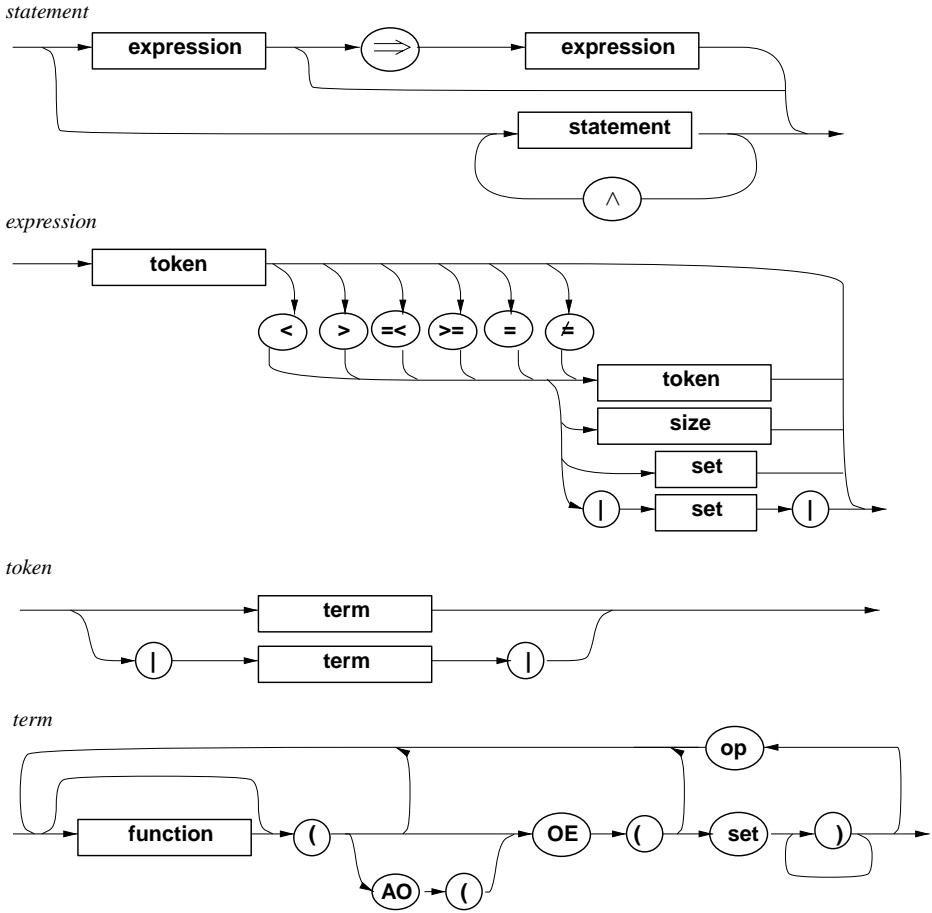 statement
expression ⇒ expression
statement
∧
expression
token
< > =< >= = ≠
token
size
set
| set |
token
term
| term |
term
op
function ( OE ( set )
AO (